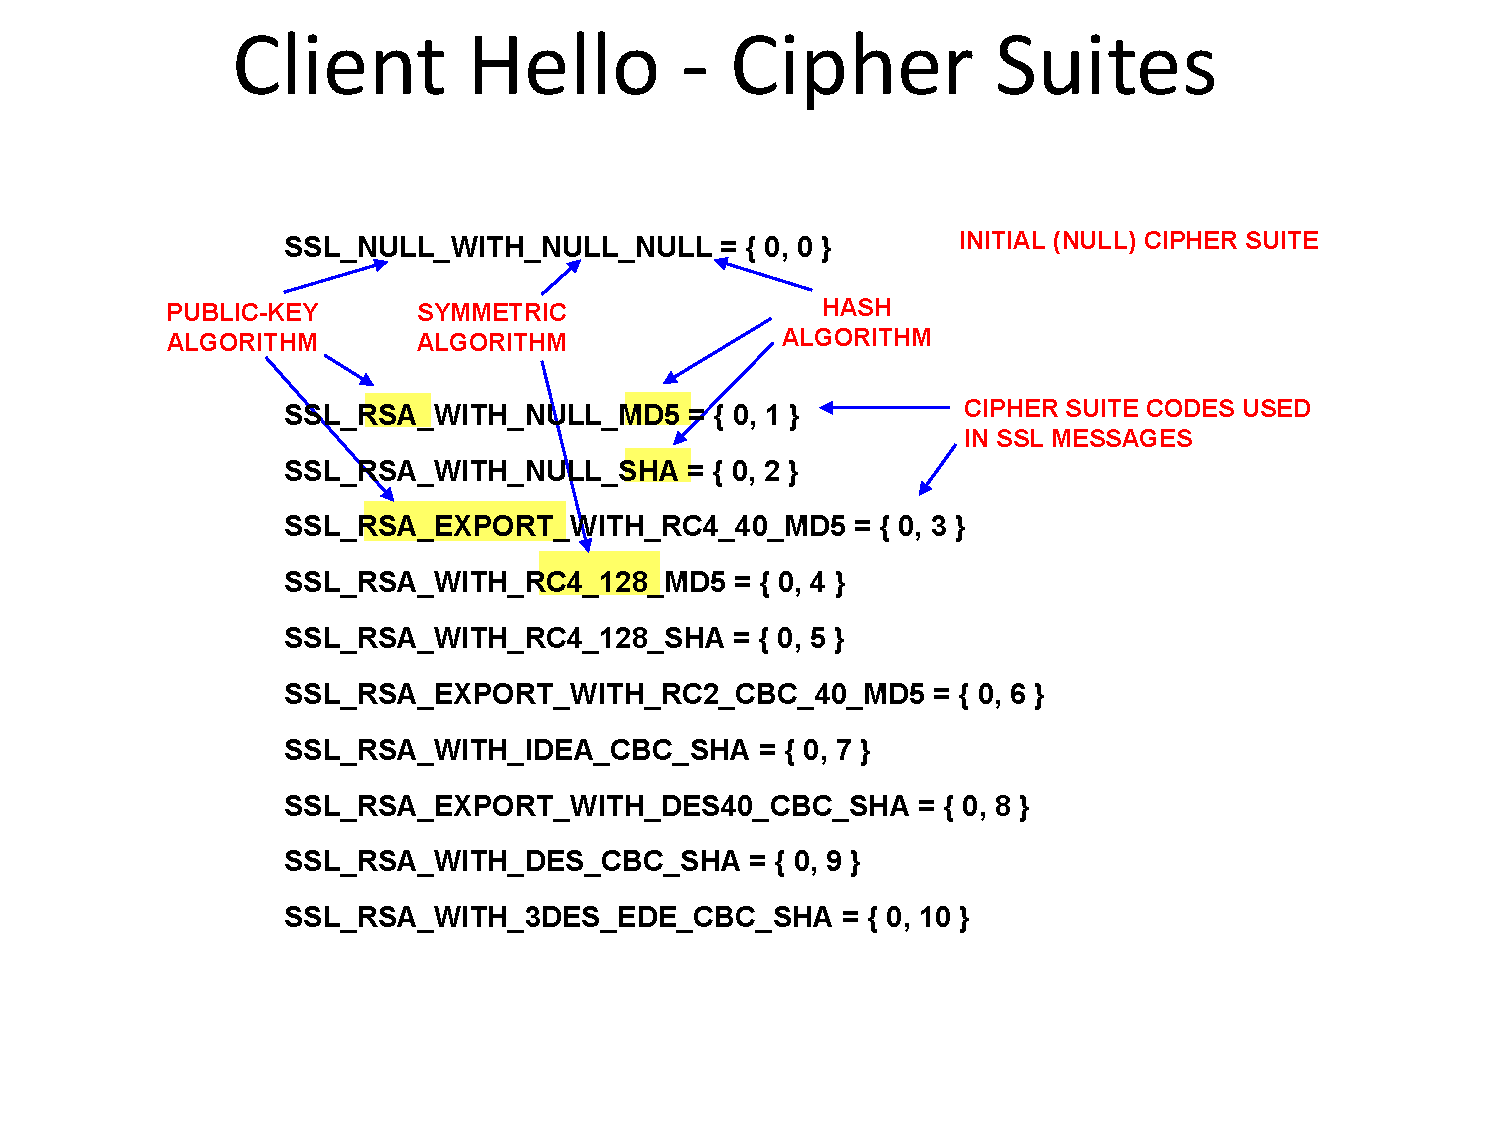 Client Hello - Cipher Suites
SSL_NULL_WITH_NULL_NULL = { 0, 0 }
INITIAL (NULL) CIPHER SUITE
PUBLIC-KEY
ALGORITHM
SYMMETRIC
ALGORITHM
HASH
ALGORITHM
SSL_RSA_WITH_NULL_MD5 = { 0, 1 }
CIPHER SUITE CODES USED
IN SSL MESSAGES
SSL_RSA_WITH_NULL_SHA = { 0, 2 }
SSL_RSA_EXPORT_WITH_RC4_40_MD5 = { 0, 3 }
SSL_RSA_WITH_RC4_128_MD5 = { 0, 4 }
SSL_RSA_WITH_RC4_128_SHA = { 0, 5 }
SSL_RSA_EXPORT_WITH_RC2_CBC_40_MD5 = { 0, 6 }
SSL_RSA_WITH_IDEA_CBC_SHA = { 0, 7 }
SSL_RSA_EXPORT_WITH_DES40_CBC_SHA = { 0, 8 }
SSL_RSA_WITH_DES_CBC_SHA = { 0, 9 }
SSL_RSA_WITH_3DES_EDE_CBC_SHA = { 0, 10 }